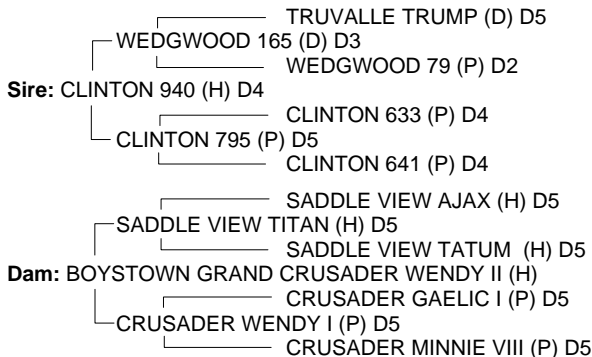 TRUVALLE TRUMP (D) D5
WEDGWOOD 165 (D) D3
WEDGWOOD 79 (P) D2
Sire: CLINTON 940 (H) D4
CLINTON 633 (P) D4
CLINTON 795 (P) D5
CLINTON 641 (P) D4
SADDLE VIEW AJAX (H) D5
SADDLE VIEW TITAN (H) D5
SADDLE VIEW TATUM (H) D5
Dam: BOYSTOWN GRAND CRUSADER WENDY II (H)
CRUSADER GAELIC I (P) D5
CRUSADER WENDY I (P) D5
CRUSADER MINNIE VIII (P) D5